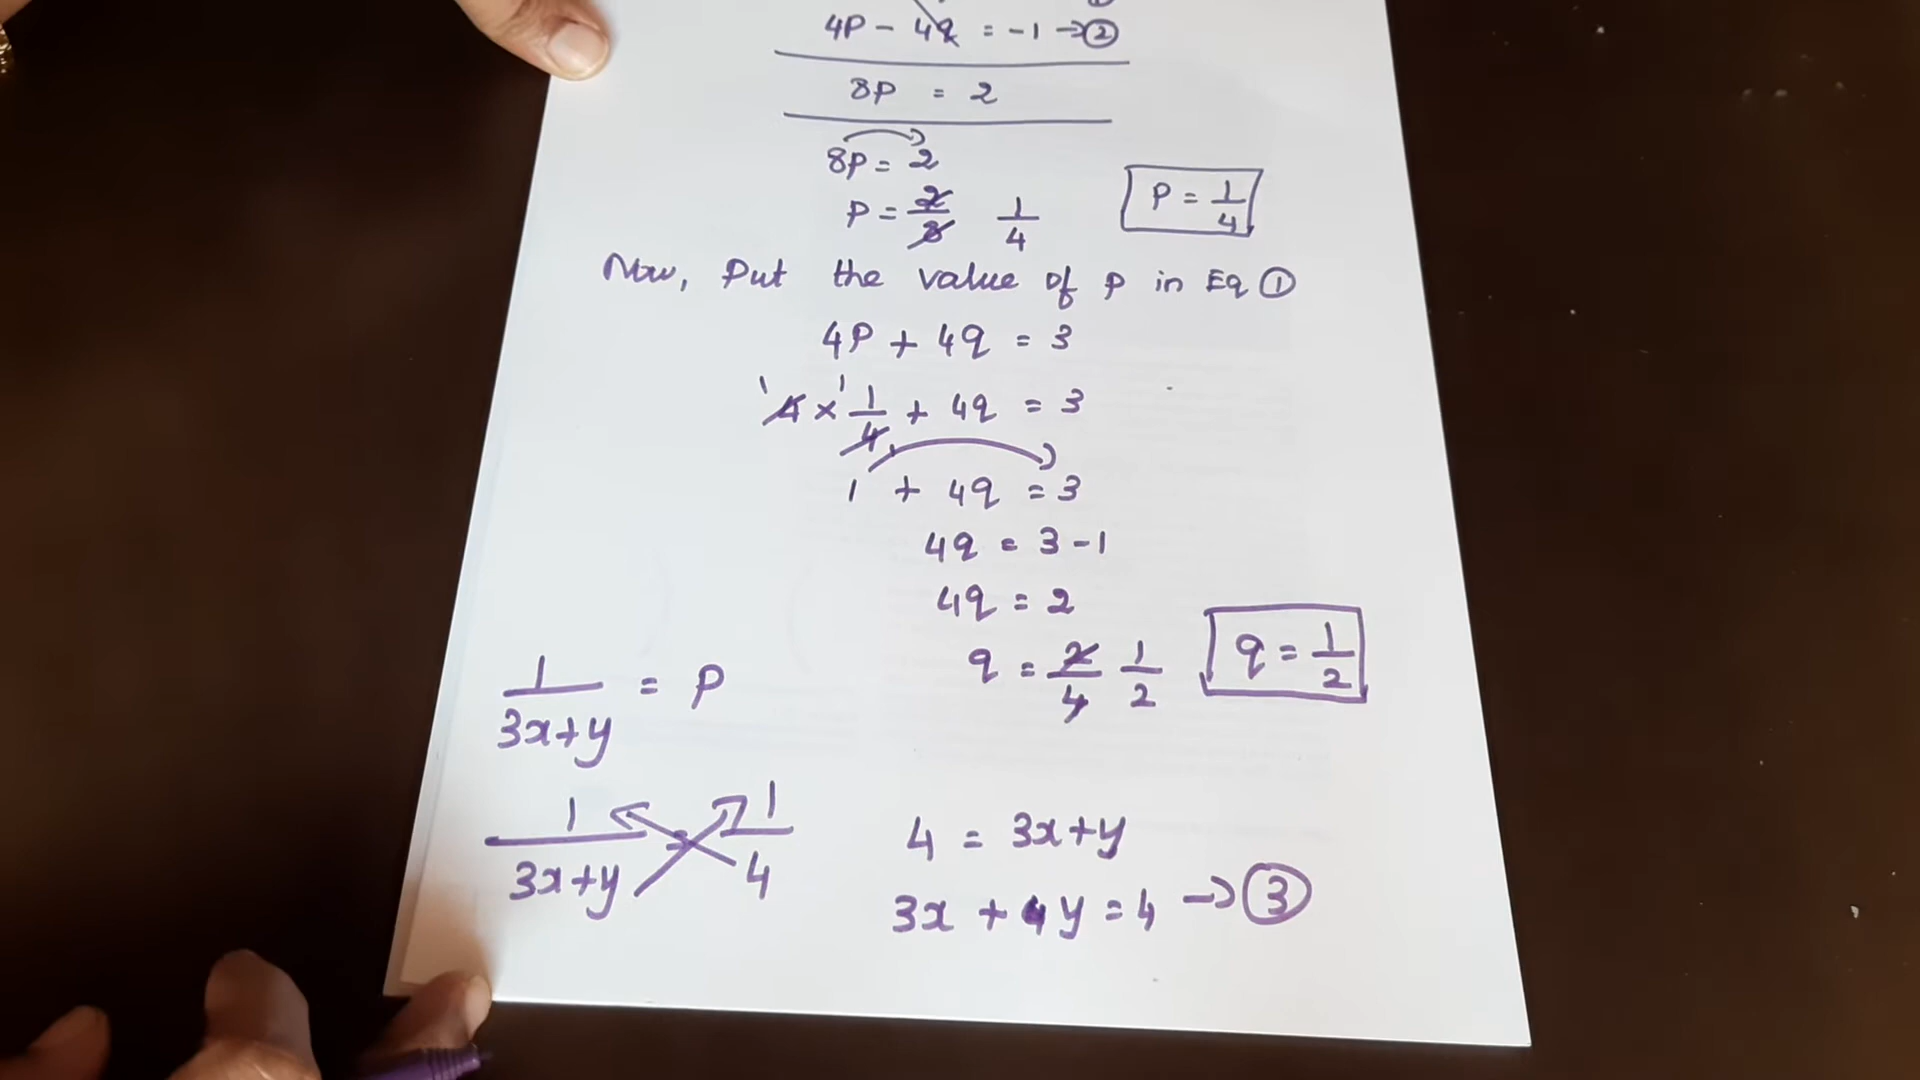 4P - 4q = -1 → ②
8P = 2
8P = 2
P = 2/8 1/4
P = 1/4
Now, Put the value of P in Eq ①
4P + 4q = 3
4 × 1/4 + 4q = 3
1 + 4q = 3
4q = 3 - 1
4q = 2
q = 2/4 1/2
q = 1/2
1/3x+y = P
1/3x+y = 1/4
4 = 3x+y
3x + 4y = 4 → ③